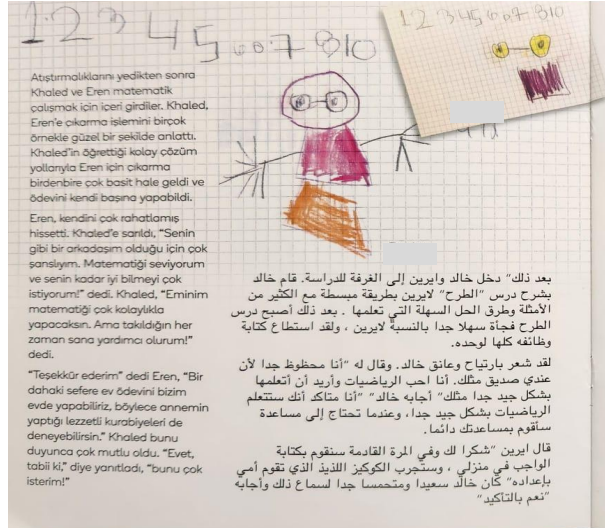 1 2 3 4 5 6 7 8 10
1 2 3 4 5 6 7 8 10
Atıştırmalıklarını yedikten sonra
Khaled ve Eren matematik
çalışmak için içeri girdiler. Khaled,
Eren'e çıkarma işlemini birçok
örnekle güzel bir şekilde anlattı.
Khaled'in öğrettiği kolay çözüm
yollarıyla Eren için çıkarma
birdenbire çok basit hale geldi ve
ödevini kendi başına yapabildi.
Eren, kendini çok rahatlamış
hissetti. Khaled'e sarıldı, "Senin
gibi bir arkadaşım olduğu için çok
şanslıyım. Matematiği seviyorum
ve senin kadar iyi bilmeyi çok
istiyorum!" dedi. Khaled, "Eminim
matematiği çok kolaylıkla
yapacaksın. Ama takıldığın her
zaman sana yardımcı olurum!"
dedi.
"Teşekkür ederim" dedi Eren, "Bir
dahaki sefere ev ödevini bizim
evde yapabiliriz, böylece annemin
yaptığı lezzetli kurabiyeleri de
deneyebilirsin." Khaled bunu
duyunca çok mutlu oldu. "Evet,
tabii ki," diye yanıtladı, "bunu çok
isterim!"
بعد ذلك" دخل خالد وايرين إلى الغرفة للدراسة. قام خالد
بشرح درس "الطرح" لايرين بطريقة مبسطة مع الكثير من
الأمثلة وطرق الحل السهلة التي تعلمها . بعد ذلك أصبح درس
الطرح فجأة سهلا جدا بالنسبة لايرين ، ولقد استطاع كتابة
وظائفه كلها لوحده.
لقد شعر بارتياح وعانق خالد. وقال له "أنا محظوظ جدا لأن
عندي صديق مثلك. أنا احب الرياضيات وأريد أن أتعلمها
بشكل جيد جدا مثلك" أجابه خالد" "أنا متاكد أنك ستتعلم
الرياضيات بشكل جيد جدا، وعندما تحتاج إلى مساعدة
سأقوم بمساعدتك دائما.
قال ايرين "شكرا لك وفي المرة القادمة سنقوم بكتابة
الواجب في منزلي ، وستجرب الكوكيز اللذيذ الذي تقوم أمي
بإعداده" كان خالد سعيدا ومتحمسا جدا لسماع ذلك وأجابه
"نعم بالتأكيد"